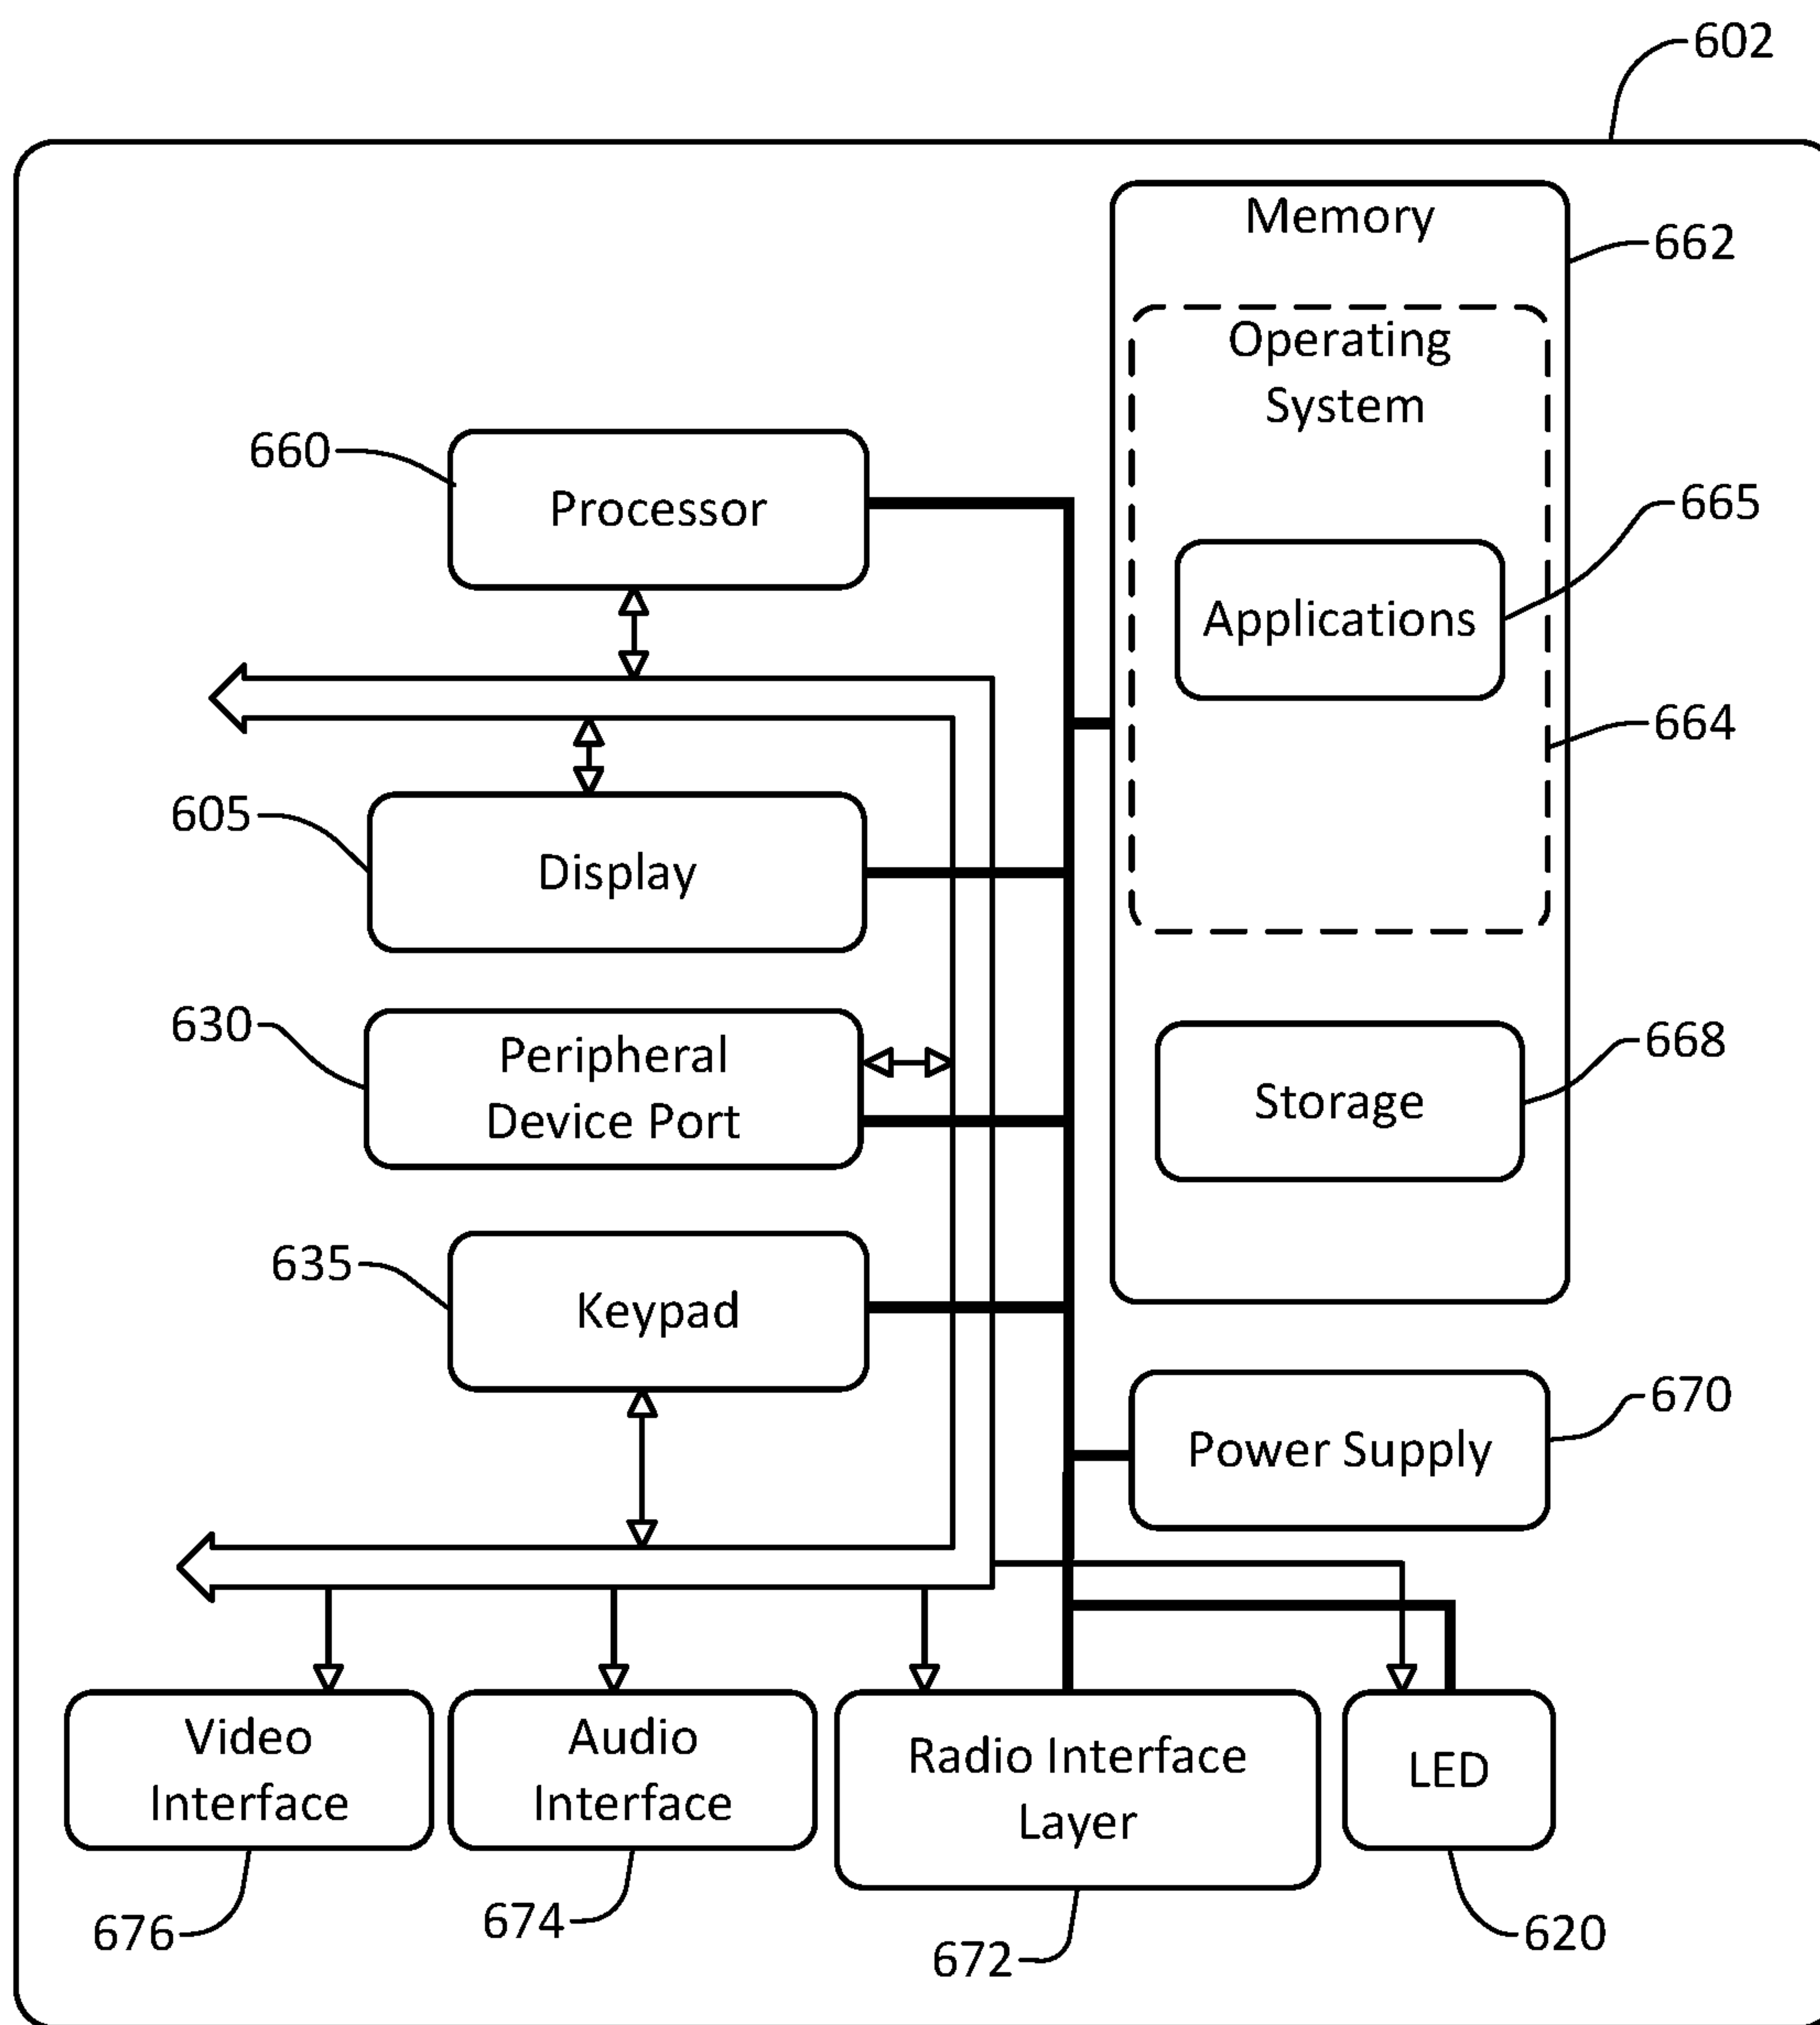 602
Memory
662
Operating
System
660
Processor
665
Applications
664
605
Display
630
Peripheral
Device Port
668
Storage
635
Keypad
670
Power Supply
Video
Interface
Audio
Interface
Radio Interface
Layer
LED
676
674
672
620